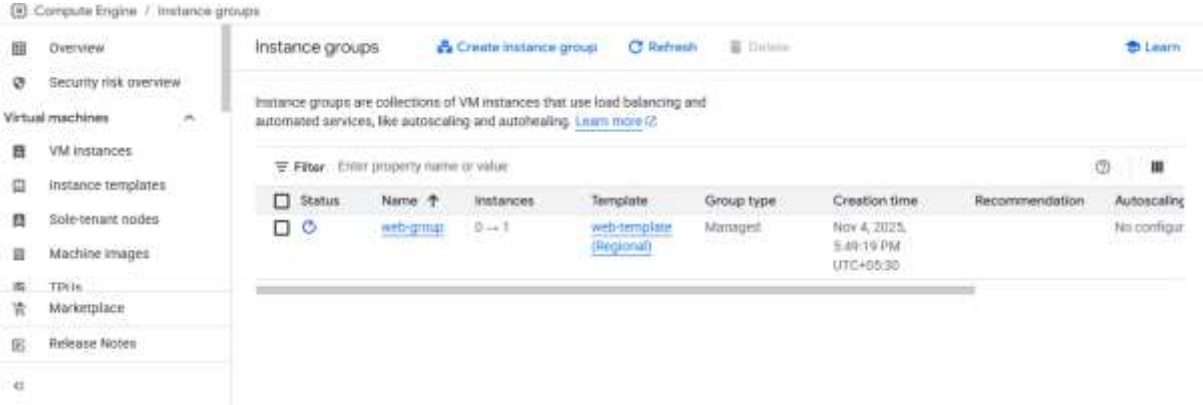 Compute Engine / Instance groups
Overview
Security risk overview
Virtual machines
VM instances
Instance templates
Sole-tenant nodes
Machine images
TPUs
Marketplace
Release Notes
Instance groups Create instance group Refresh Delete Learn
Instance groups are collections of VM instances that use load balancing and
automated services, like autoscaling and autohealing. Learn more
Filter Enter property name or value
Status Name ↑ Instances Template Group type Creation time Recommendation Autoscaling
web-group 0 → 1 web-template Managed Nov 4, 2025, No configur
(Regional) 5:49:19 PM
UTC+05:30